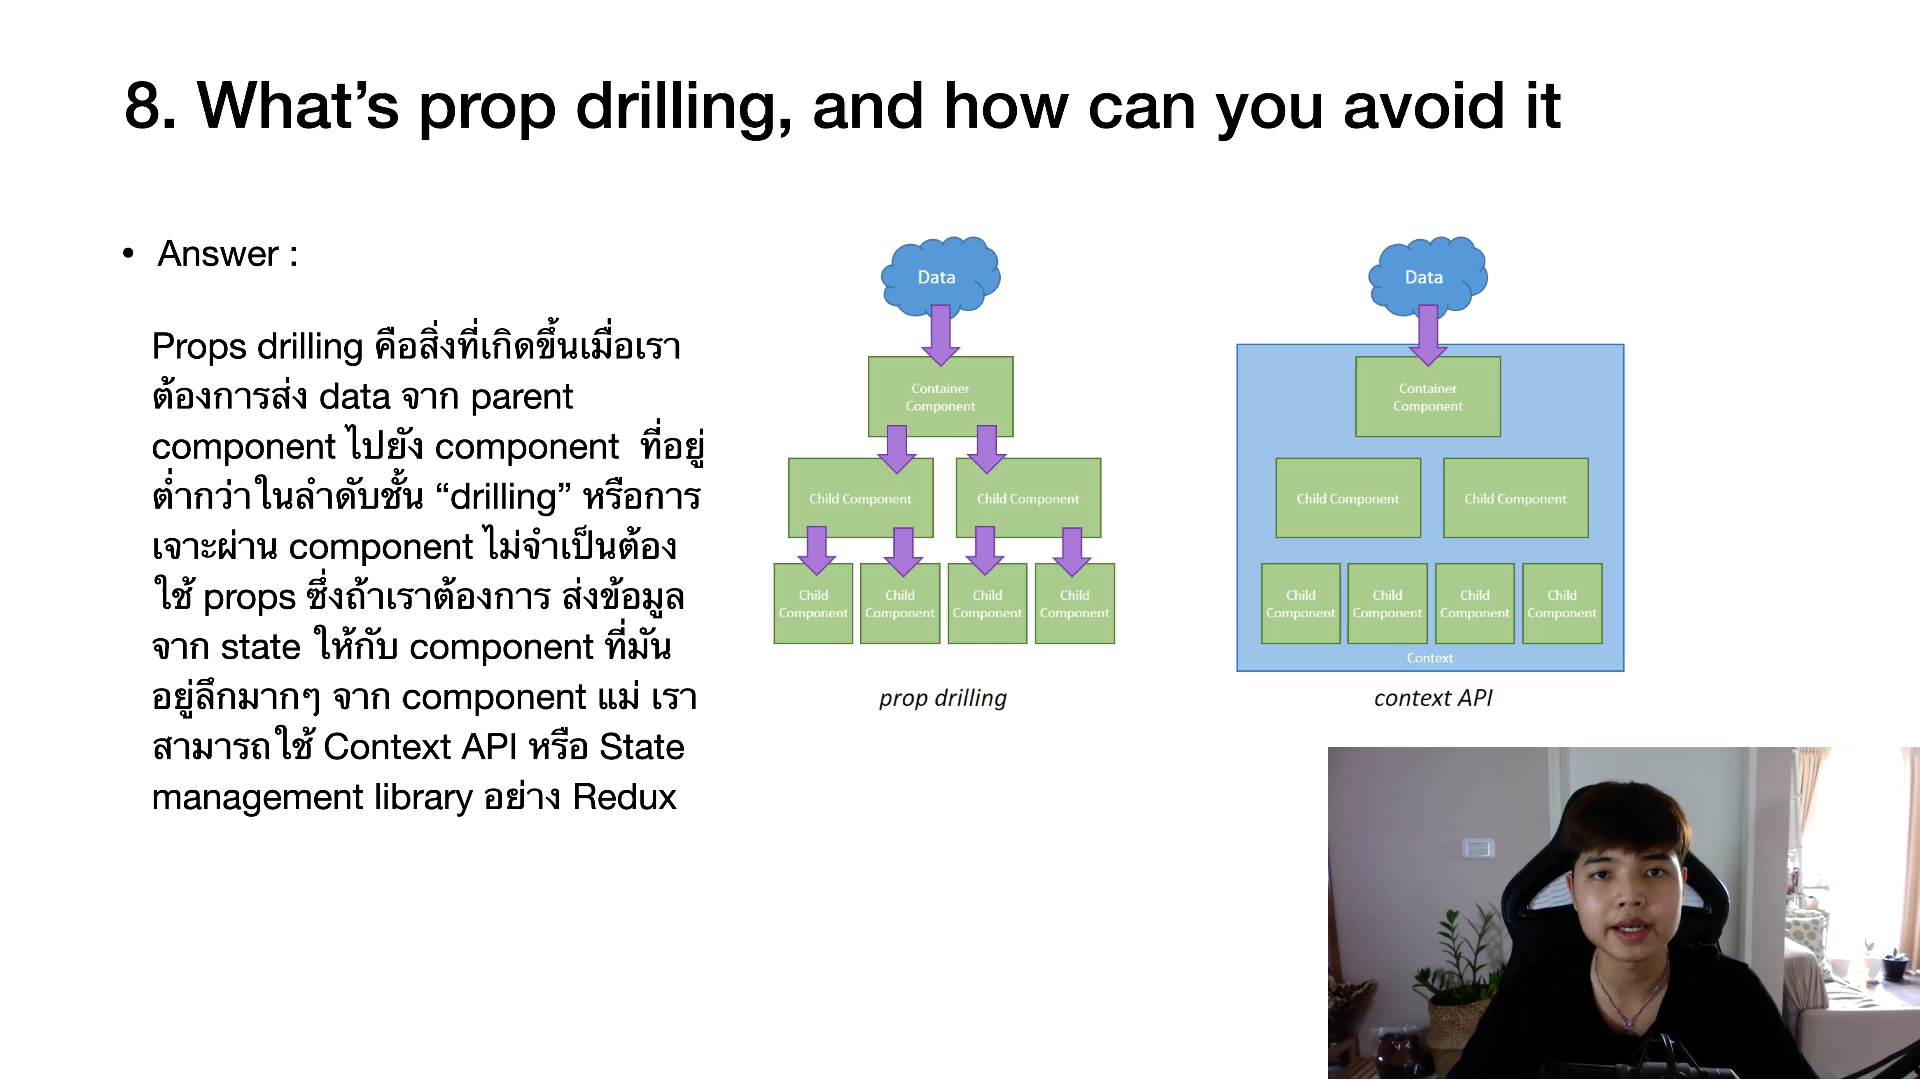 8. What’s prop drilling, and how can you avoid it
• Answer :
Props drilling คือสิ่งที่เกิดขึ้นเมื่อเรา
ต้องการส่ง data จาก parent
component ไปยัง component ที่อยู่
ต่ำกว่าในลำดับชั้น “drilling” หรือการ
เจาะผ่าน component ไม่จำเป็นต้อง
ใช้ props ซึ่งถ้าเราต้องการ ส่งข้อมูล
จาก state ให้กับ component ที่มัน
อยู่ลึกมากๆ จาก component แม่ เรา
สามารถใช้ Context API หรือ State
management library อย่าง Redux
Data
Container
Component
Child Component
Child Component
Child
Component
Child
Component
Child
Component
Child
Component
prop drilling
Data
Container
Component
Child Component
Child Component
Child
Component
Child
Component
Child
Component
Child
Component
Context
context API